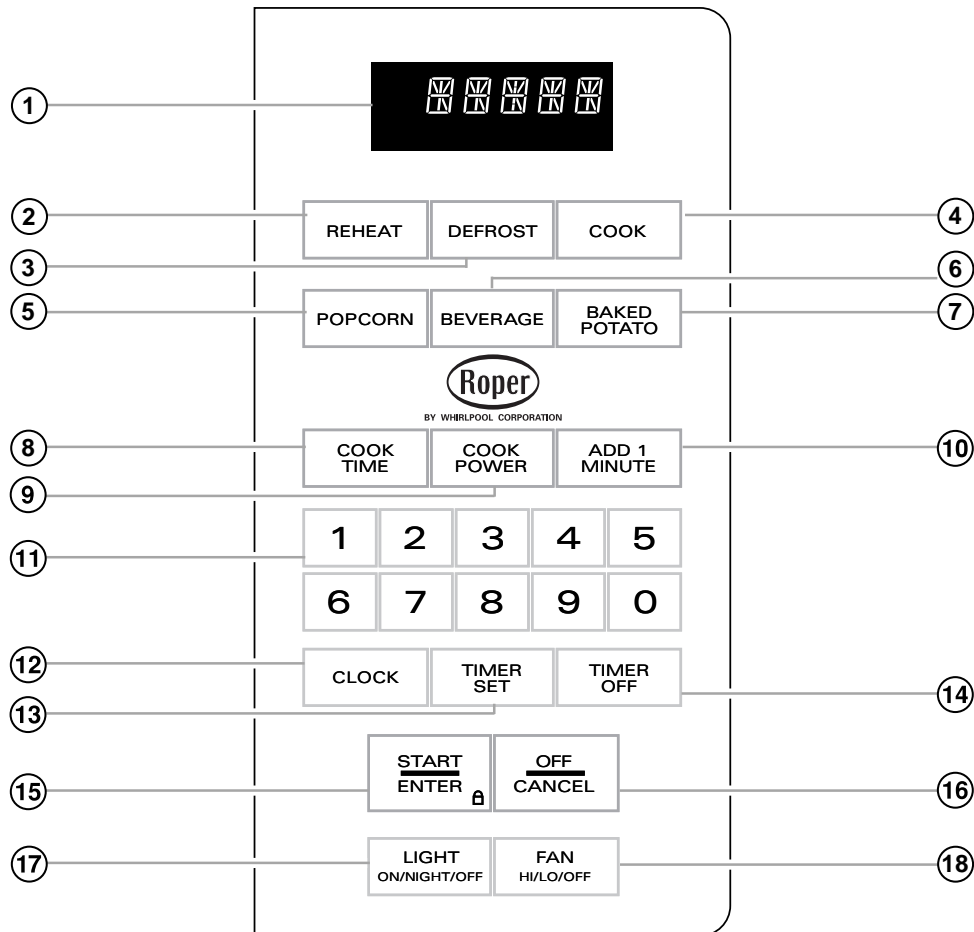 1
2
REHEAT DEFROST COOK
4
3
6
5
POPCORN BEVERAGE BAKED POTATO
7
Roper
BY WHIRLPOOL CORPORATION
8
COOK TIME
COOK POWER
ADD 1 MINUTE
10
9
11
1 2 3 4 5
6 7 8 9 0
12
CLOCK
TIMER SET
TIMER OFF
13
14
15
START
ENTER
OFF
CANCEL
16
17
LIGHT
ON/NIGHT/OFF
FAN
HI/LO/OFF
18